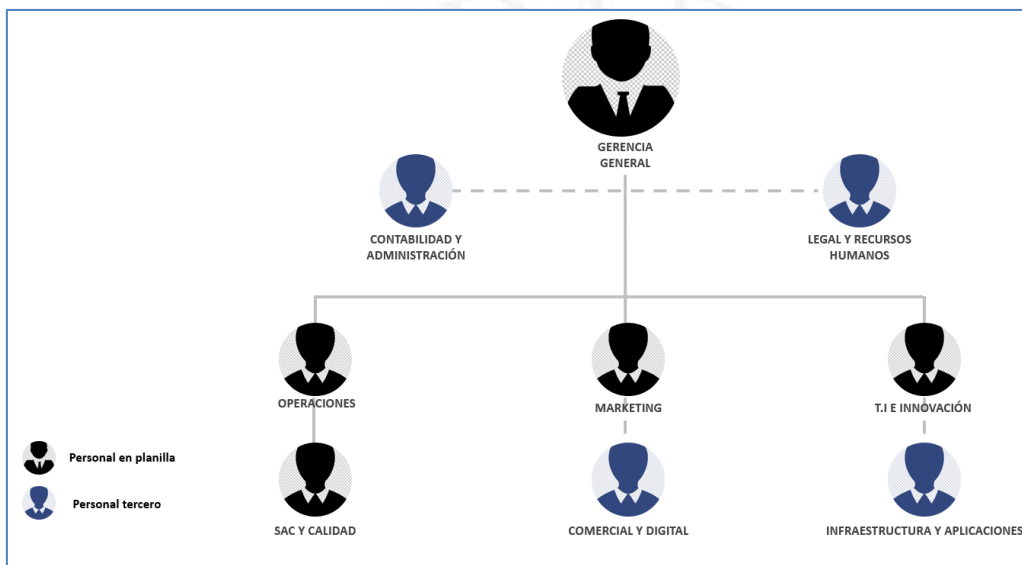 GERENCIA
GENERAL
CONTABILIDAD Y
ADMINISTRACIÓN
LEGAL Y RECURSOS
HUMANOS
OPERACIONES
MARKETING
T.I E INNOVACIÓN
Personal en planilla
Personal tercero
SAC Y CALIDAD
COMERCIAL Y DIGITAL
INFRAESTRUCTURA Y APLICACIONES